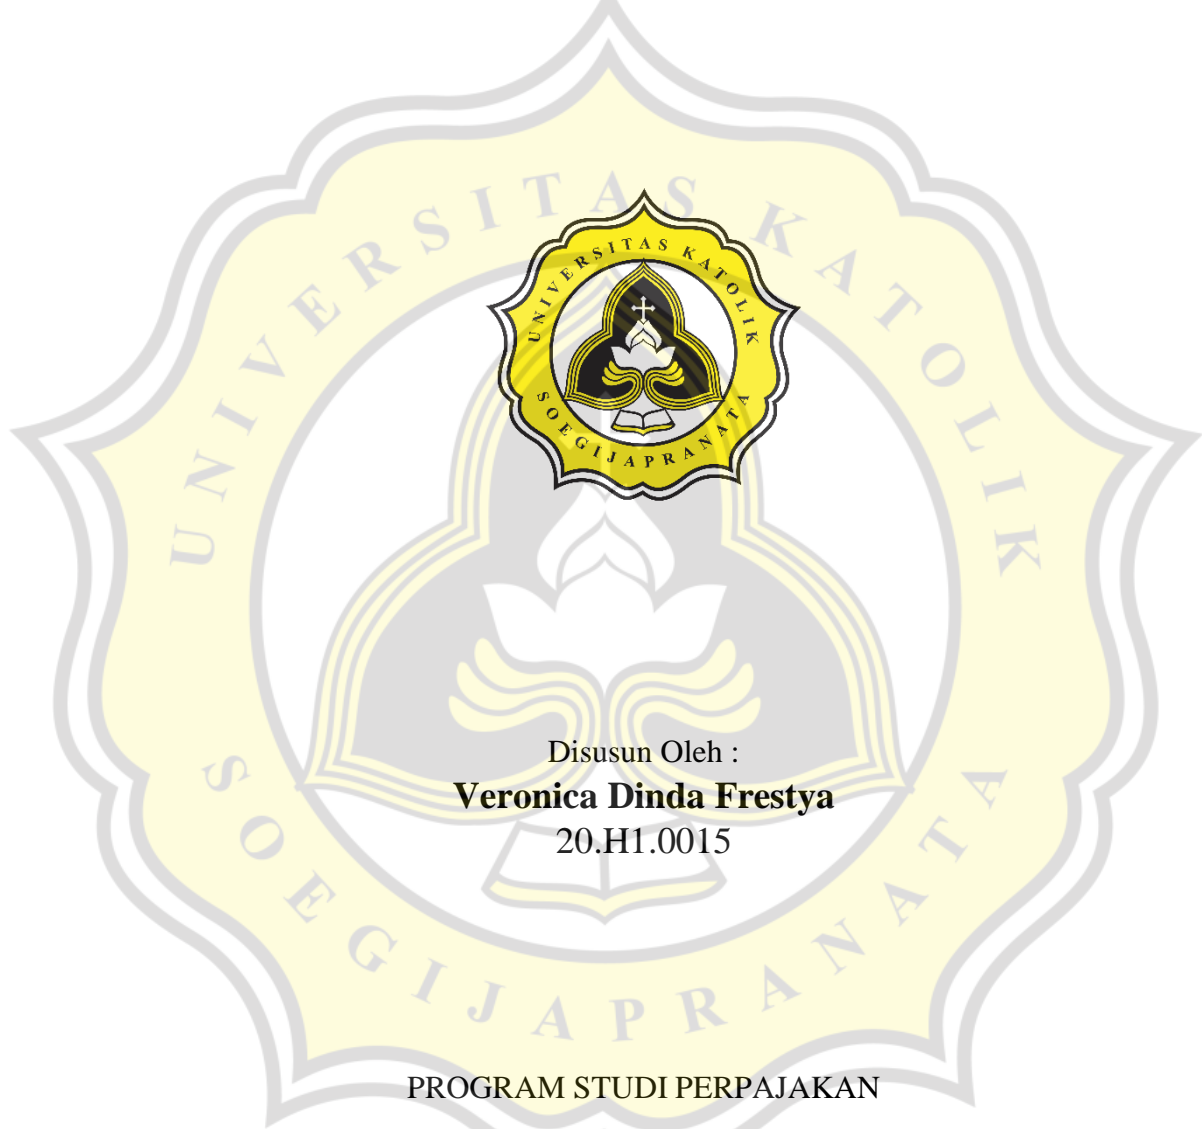 UNIVERSITAS KATOLIK
SOEGIJAPRANATA
UNIVERSITAS KATOLIK
SOEGIJAPRANATA
Disusun Oleh :
Veronica Dinda Frestya
20.H1.0015
PROGRAM STUDI PERPAJAKAN